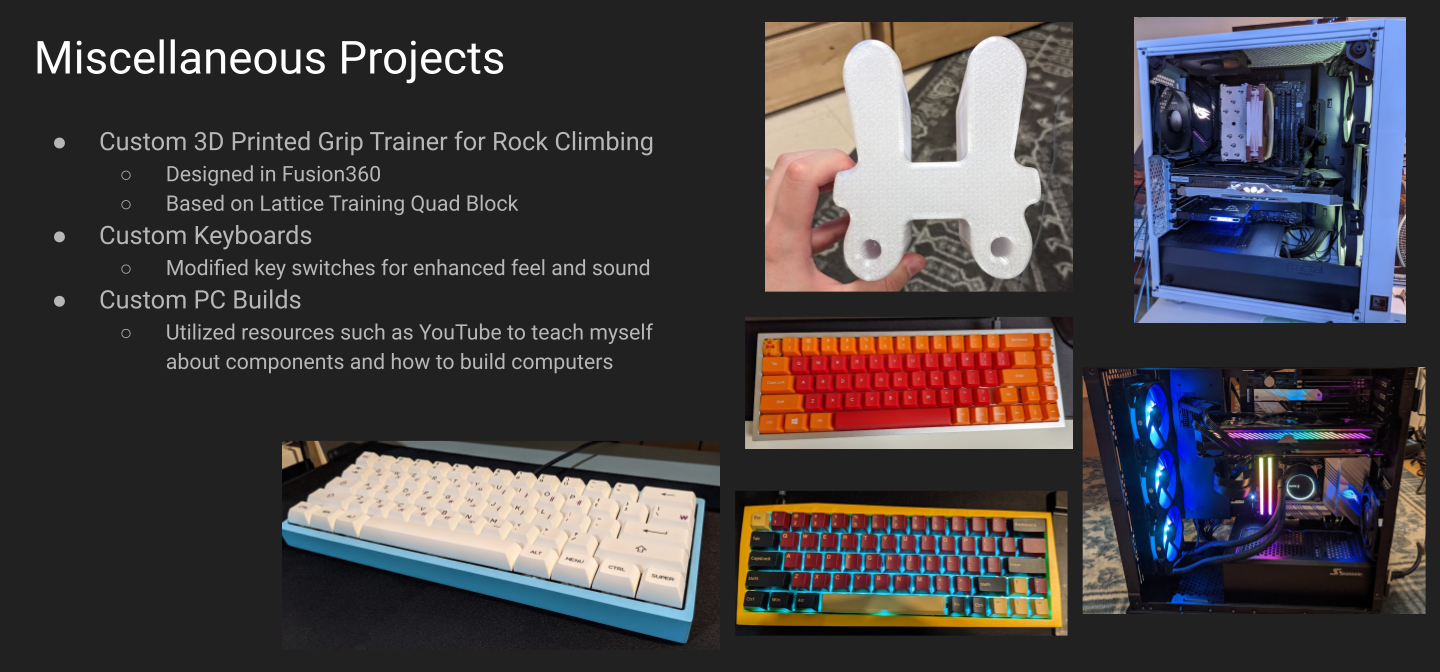 Miscellaneous Projects
● Custom 3D Printed Grip Trainer for Rock Climbing
○ Designed in Fusion360
○ Based on Lattice Training Quad Block
● Custom Keyboards
○ Modified key switches for enhanced feel and sound
● Custom PC Builds
○ Utilized resources such as YouTube to teach myself
about components and how to build computers
ALT
MENU
CTRL
SUPER